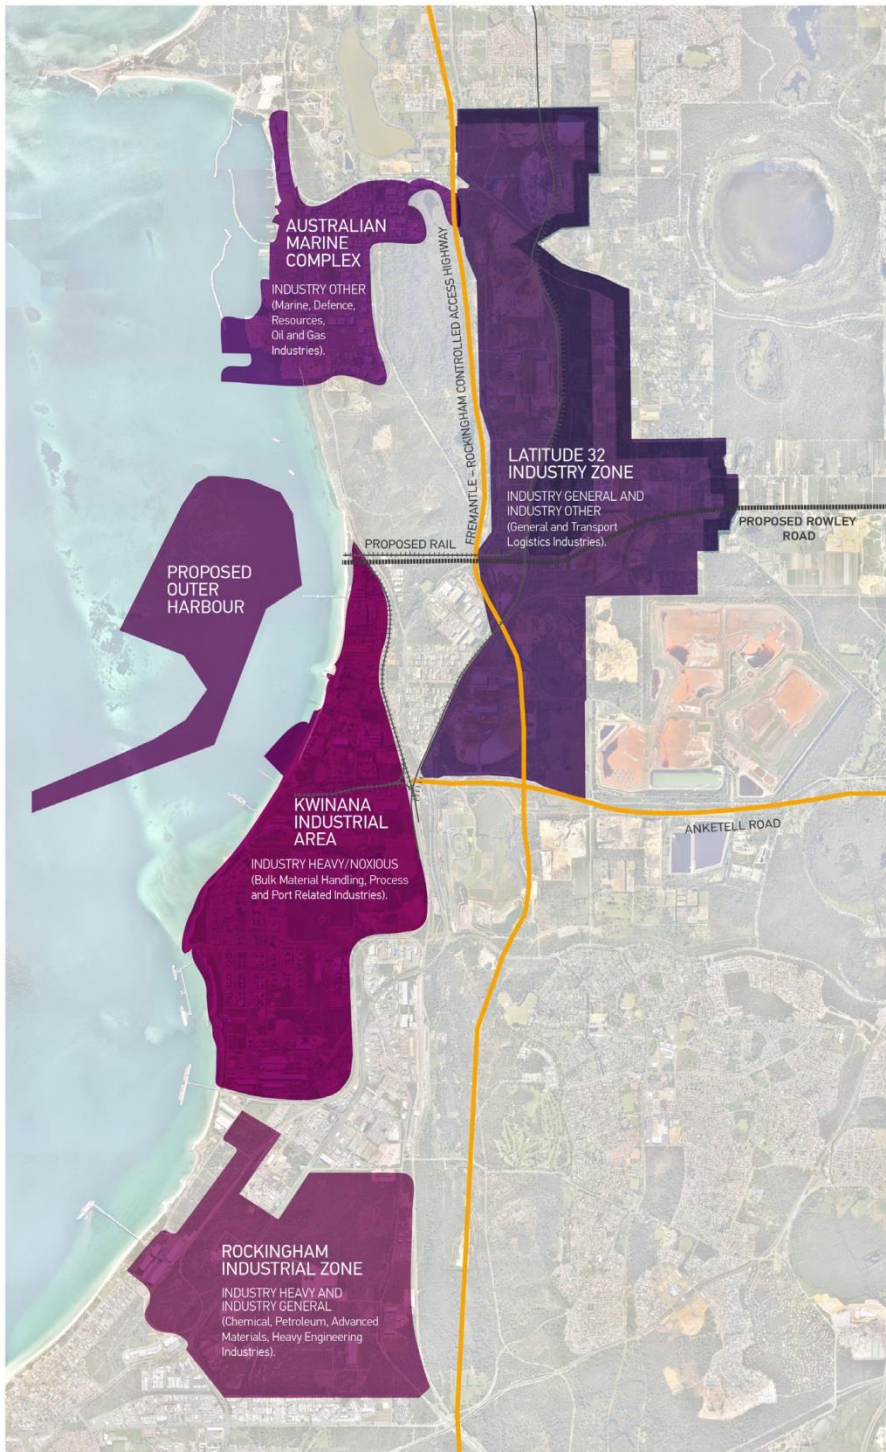 AUSTRALIAN
MARINE
COMPLEX
INDUSTRY OTHER
(Marine, Defence,
Resources,
Oil and Gas
Industries).
FREMANTLE – ROCKINGHAM CONTROLLED ACCESS HIGHWAY
LATITUDE 32
INDUSTRY ZONE
INDUSTRY GENERAL AND
INDUSTRY OTHER
(General and Transport
Logistics Industries).
PROPOSED ROWLEY
ROAD
PROPOSED RAIL
PROPOSED
OUTER
HARBOUR
KWINANA
INDUSTRIAL
AREA
INDUSTRY HEAVY/NOXIOUS
(Bulk Material Handling, Process
and Port Related Industries).
ANKETELL ROAD
ROCKINGHAM
INDUSTRIAL ZONE
INDUSTRY HEAVY AND
INDUSTRY GENERAL
(Chemical, Petroleum, Advanced
Materials, Heavy Engineering
Industries).